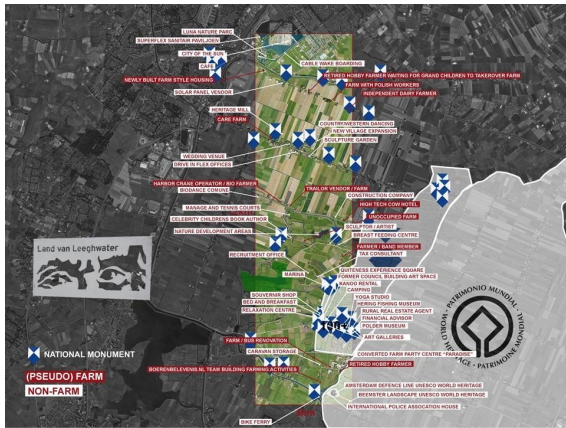 LUNA NATURE PARC
SUPERFLEX SANITAIR PAVILJOEN
CITY OF THE SUN
CAFE
CABLE WAKE BOARDING
NEWLY BUILT FARM STYLE HOUSING
RETIRED HOBBY FARMER WAITING FOR GRAND CHILDREN TO TAKEOVER FARM
FARM WITH POLISH WORKERS
SOLAR PANEL VENDOR
INDEPENDENT DAIRY FARMER
HERITAGE MILL
CARE FARM
COUNTRY/WESTERN DANCING
NEW VILLAGE EXPANSION
SCULPTURE GARDEN
WEDDING VENUE
DRIVE IN FLEX OFFICES
HARBOR CRANE OPERATOR / BIO FARMER
BIODANCE COMUNE
TRAILOR VENDOR / FARM
CONSTRUCTION COMPANY
HIGH TECH COW HOTEL
MANAGE AND TENNIS COURTS
UNOCCUPIED FARM
CELEBRITY CHILDRENS BOOK AUTHOR
SCULPTOR / ARTIST
NATURE DEVELOPMENT AREAS
BREAST FEEDING CENTRE
FARMER / BAND MEMBER
TAX CONSULTANT
RECRUITMENT OFFICE
Land van Leeghwater
QUITENESS EXPERIENCE SQUARE
MARINA
FORMER COUNCIL BUILDING ART SPACE
KANOO RENTAL
CAMPING
SOUVENIR SHOP
YOGA STUDIO
BED AND BREAKFAST
HERING FISHING MUSEUM
RELAXATION CENTRE
RURAL REAL ESTATE AGENT
FINANCIAL ADVISOR
POLDER MUSEUM
ART GALLERIES
WORLD HERITAGE • PATRIMOINE MONDIAL • PATRIMONIO MUNDIAL
FARM / BUS RENOVATION
NATIONAL MONUMENT
CARAVAN STORAGE
CONVERTED FARM PARTY CENTRE "PARADISE"
RETIRED HOBBY FARMER
BOERENBELEVENIS.NL TEAM BUILDING FARMING ACTIVITIES
(PSEUDO) FARM
NON-FARM
AMSTERDAM DEFENCE LINE UNESCO WORLD HERITAGE
BEEMSTER LANDSCAPE UNESCO WORLD HERITAGE
INTERNATIONAL POLICE ASSOCATION HOUSE
BIKE FERRY